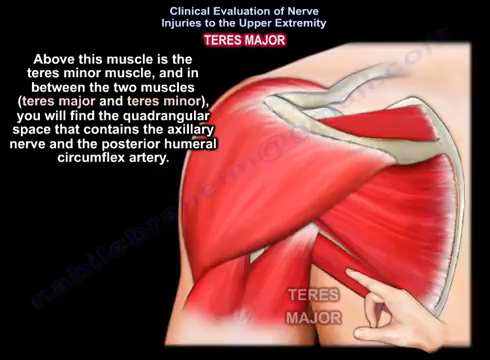 Clinical Evaluation of Nerve
Injuries to the Upper Extremity
TERES MAJOR
Above this muscle is the
teres minor muscle, and in
between the two muscles
(teres major and teres minor),
you will find the quadrangular
space that contains the axillary
nerve and the posterior humeral
circumflex artery.
TERES
MAJOR